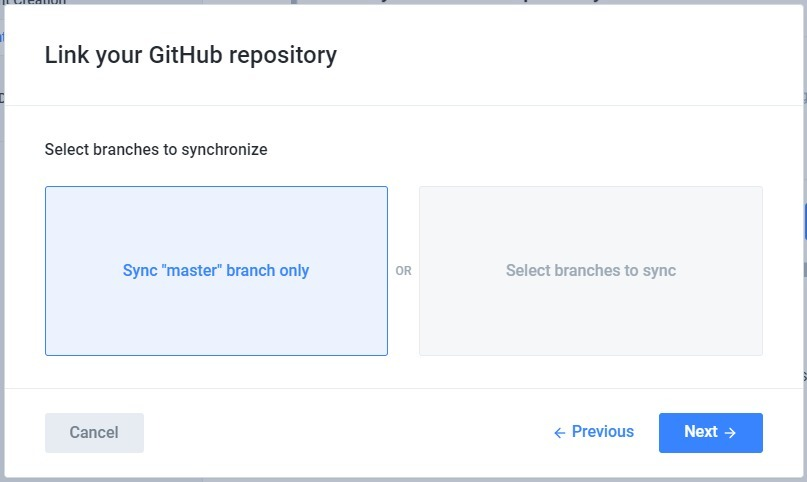 Link your GitHub repository
Select branches to synchronize
Sync "master" branch only
OR
Select branches to sync
Cancel
← Previous
Next →